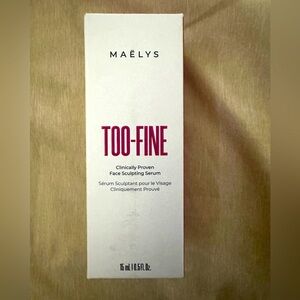 MAËLYS
TOO-FINE
Clinically Proven
Face Sculpting Serum
Sérum Sculptant pour le Visage
Cliniquement Prouvé
15 mL | 0.5 Fl. Oz.